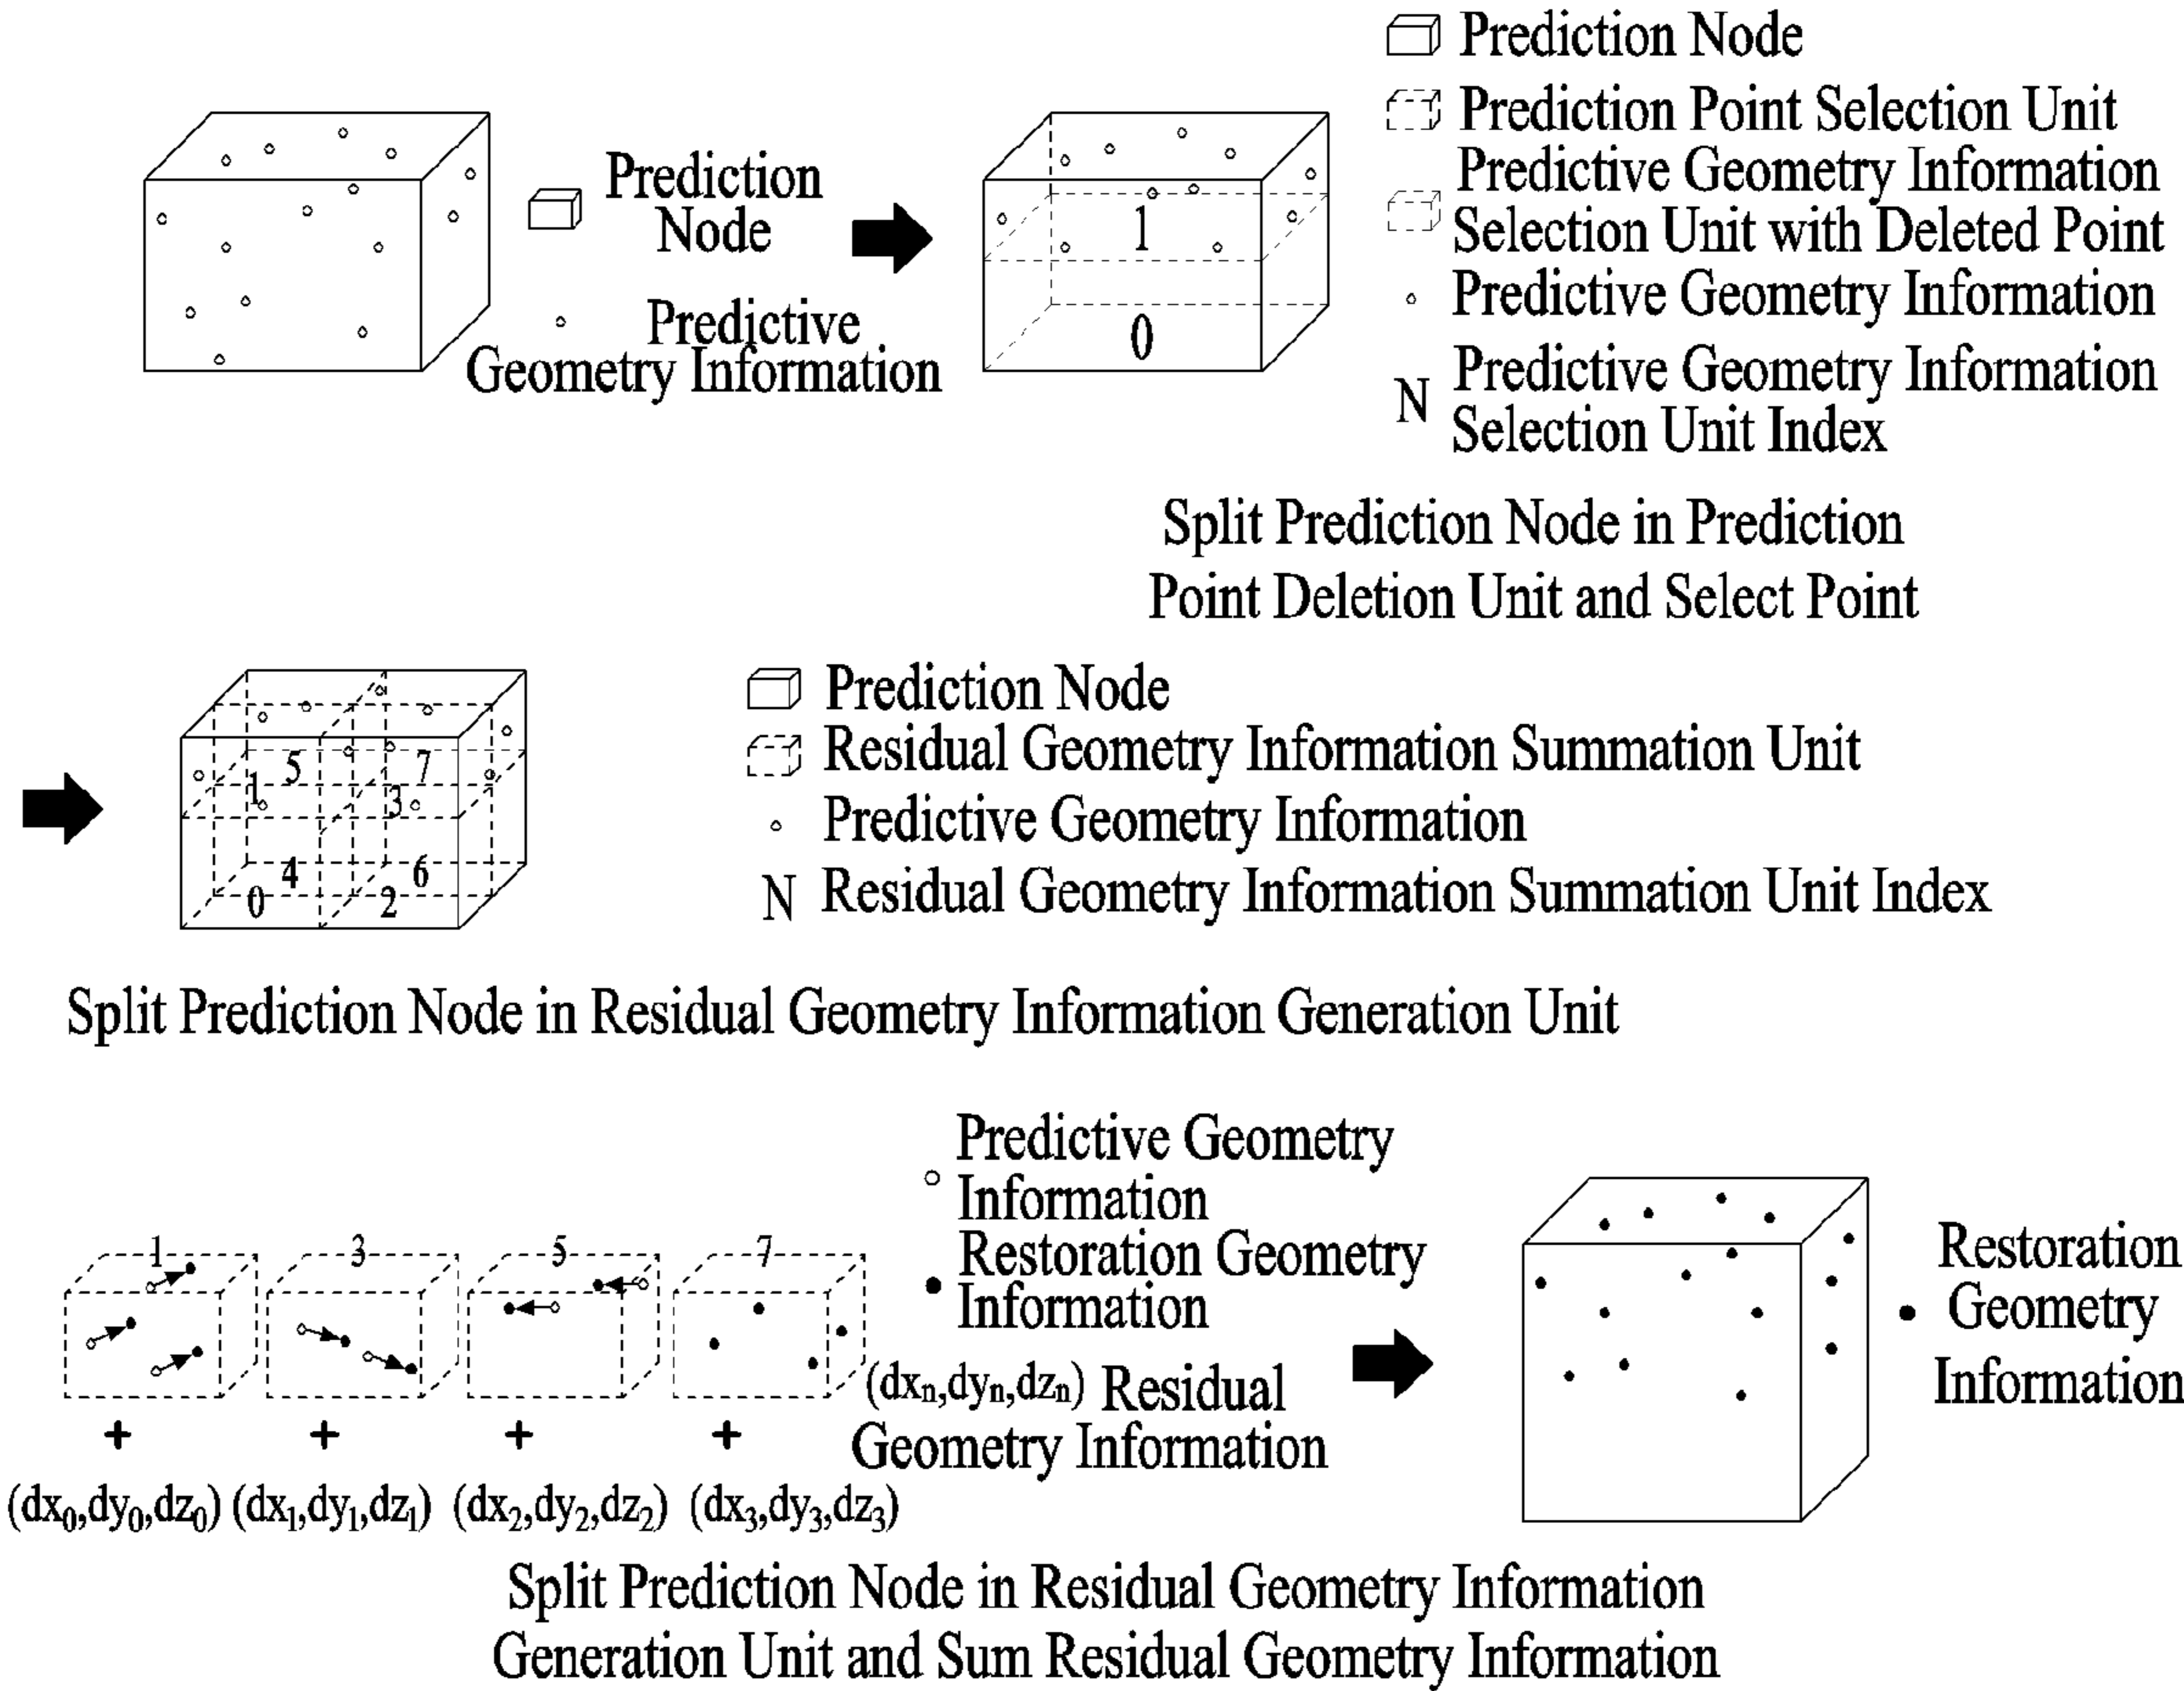 Prediction
Node
Predictive
Geometry Information
1
0
Prediction Node
Prediction Point Selection Unit
Predictive Geometry Information
Selection Unit with Deleted Point
Predictive Geometry Information
N Predictive Geometry Information
Selection Unit Index
Split Prediction Node in Prediction
Point Deletion Unit and Select Point
5 7
1 3
4 6
0 2
Prediction Node
Residual Geometry Information Summation Unit
Predictive Geometry Information
N Residual Geometry Information Summation Unit Index
Split Prediction Node in Residual Geometry Information Generation Unit
1 3 5 7
+ + + +
(dx₀,dy₀,dz₀) (dx₁,dy₁,dz₁) (dx₂,dy₂,dz₂) (dx₃,dy₃,dz₃)
Predictive Geometry
Information
Restoration Geometry
Information
(dxₙ,dyₙ,dzₙ) Residual
Geometry Information
Restoration
Geometry
Information
Split Prediction Node in Residual Geometry Information
Generation Unit and Sum Residual Geometry Information